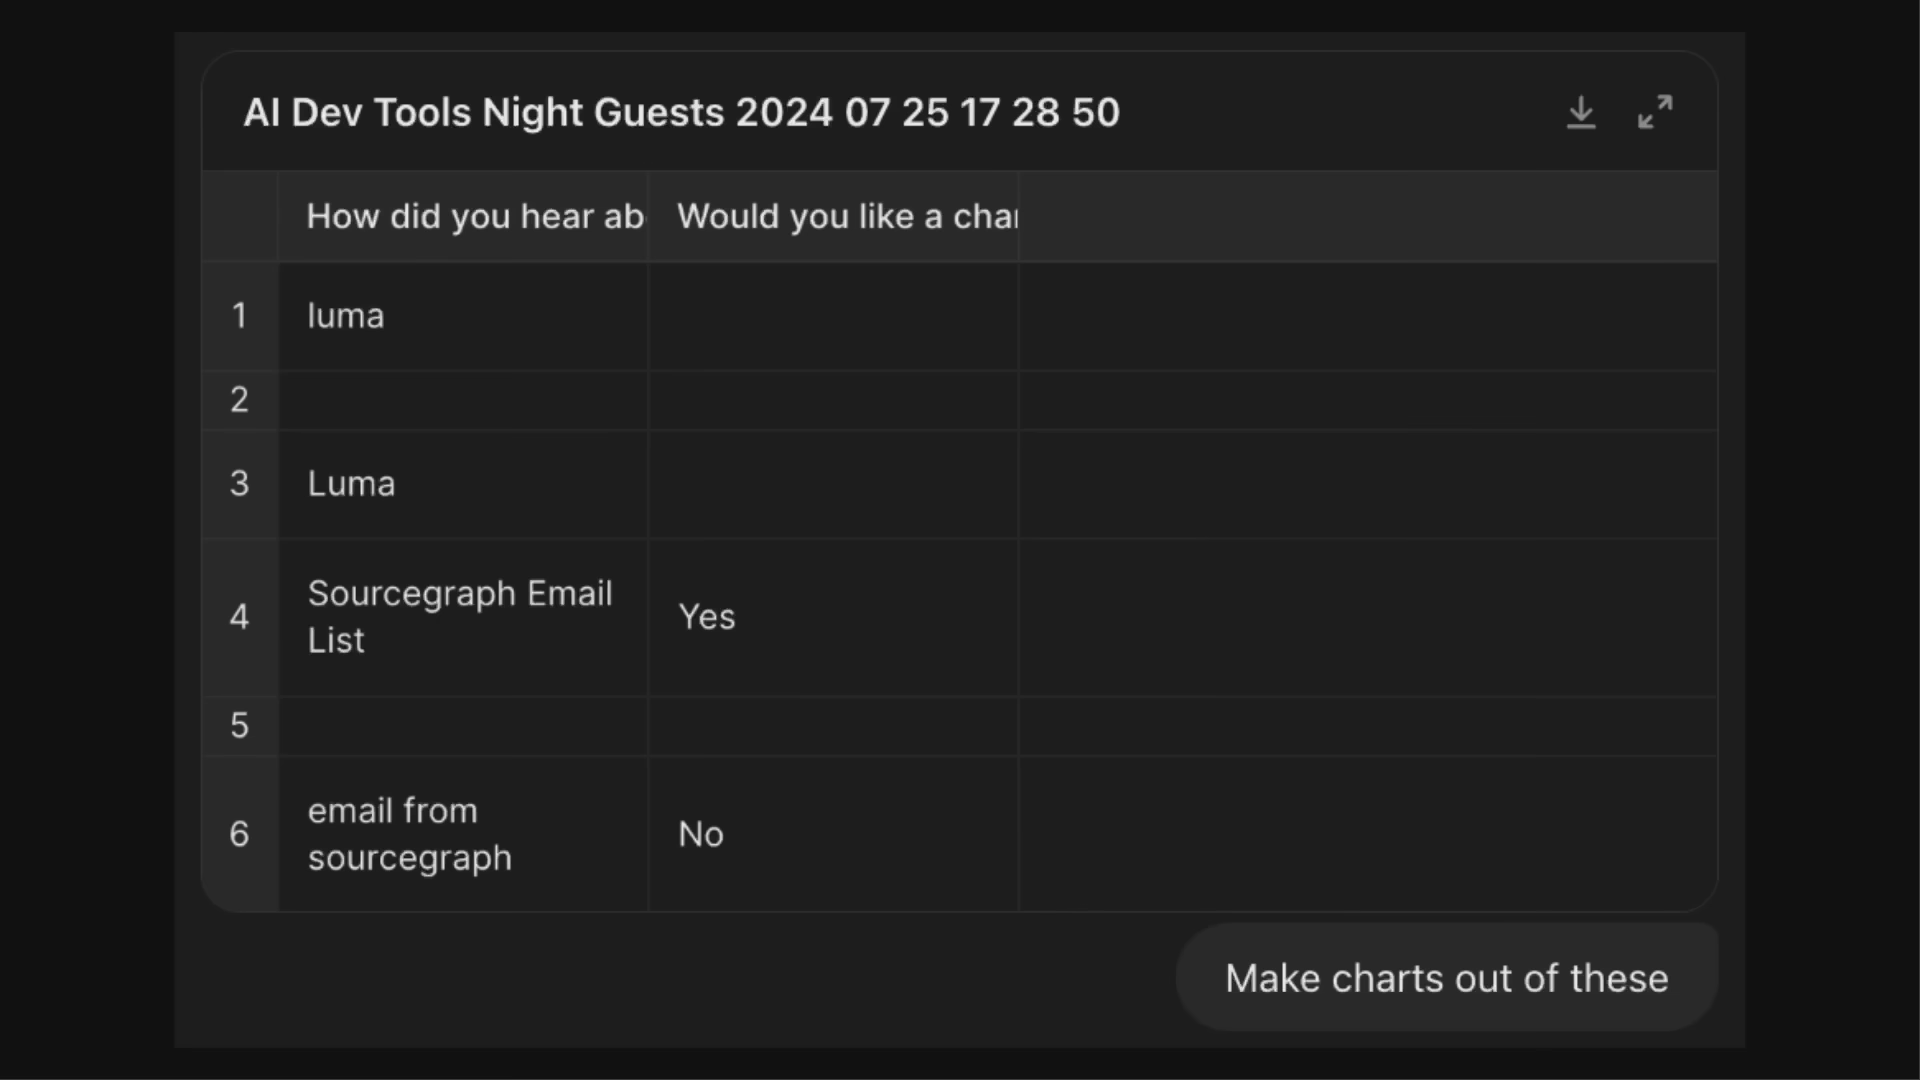 AI Dev Tools Night Guests 2024 07 25 17 28 50
How did you hear ab Would you like a char
1 luma
2
3 Luma
4 Sourcegraph Email
List
Yes
5
6 email from
sourcegraph
No
Make charts out of these